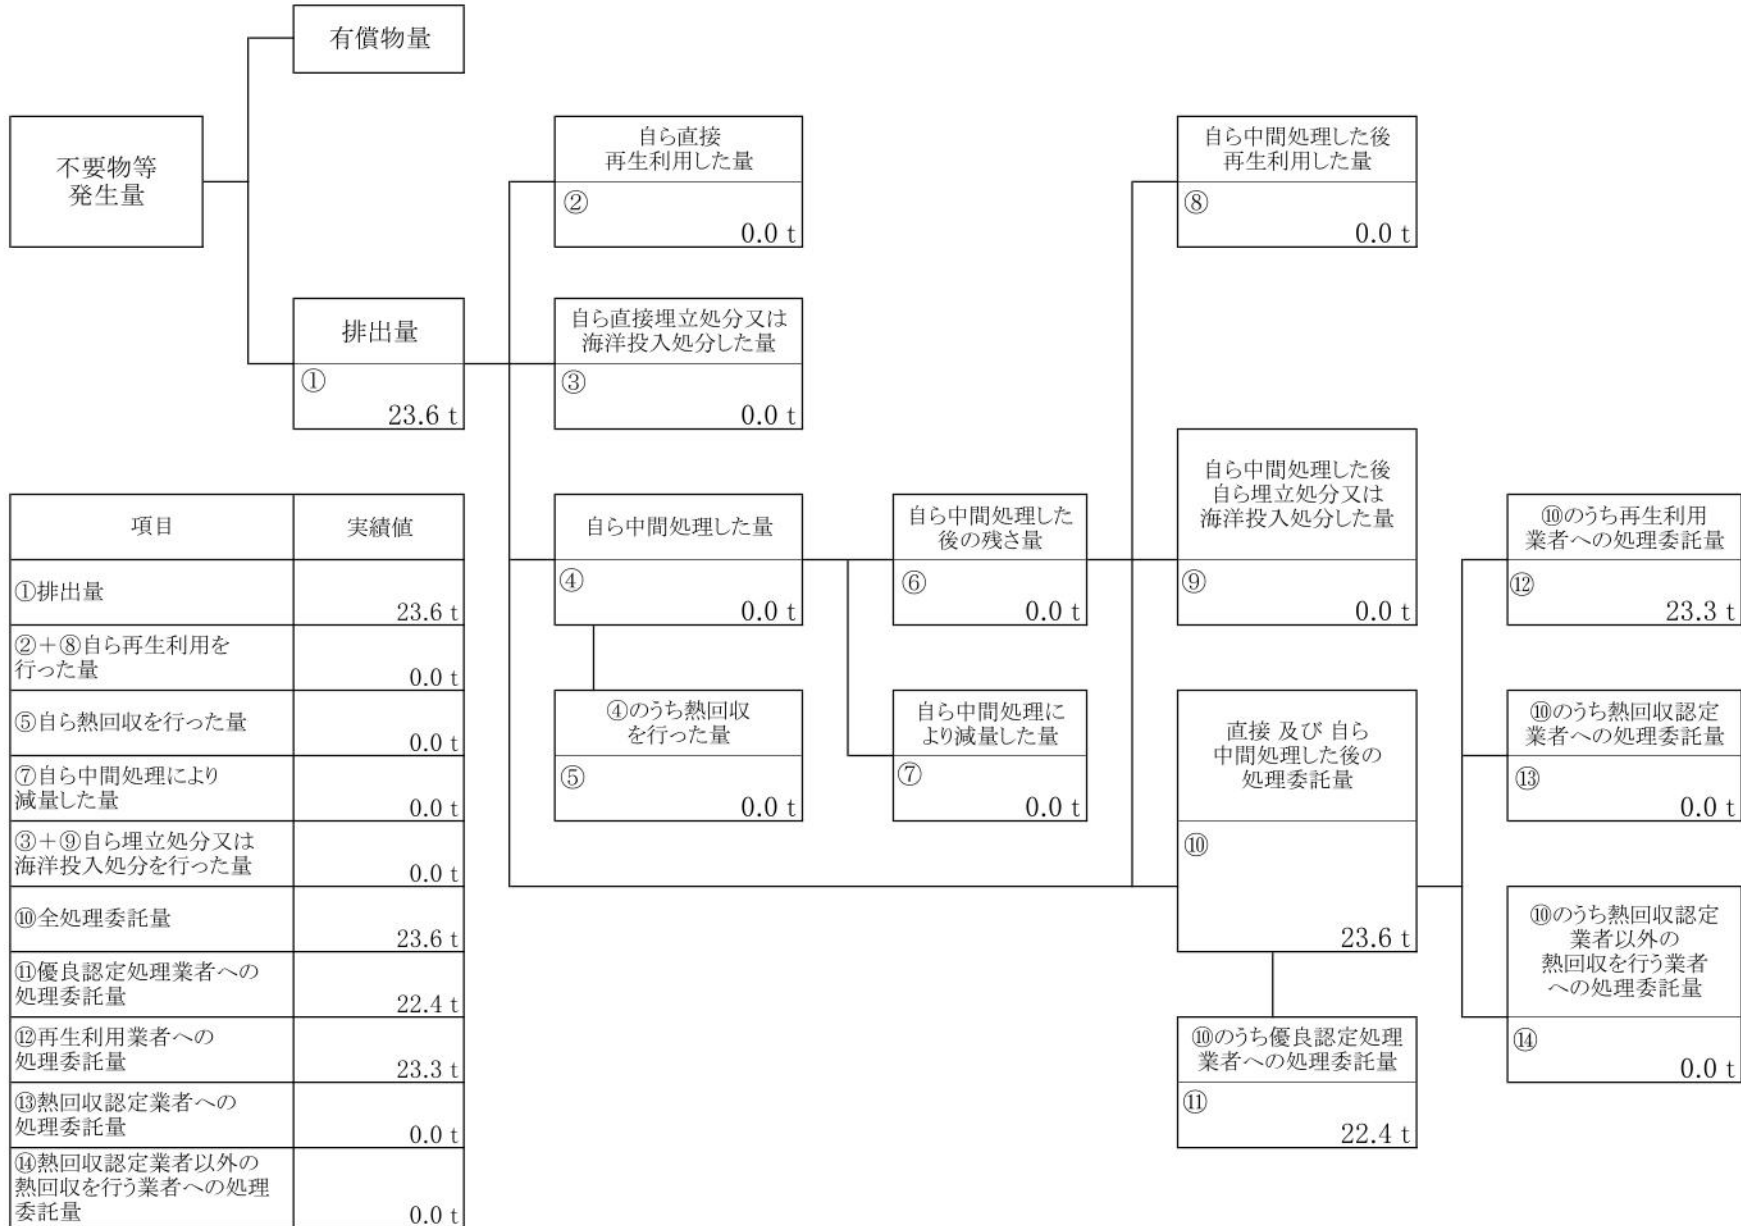 有償物量
不要物等
発生量
自ら直接
再生利用した量
②
0.0 t
自ら中間処理した後
再生利用した量
⑧
0.0 t
排出量
①
23.6 t
自ら直接埋立処分又は
海洋投入処分した量
③
0.0 t
自ら中間処理した量
④
0.0 t
自ら中間処理した
後の残さ量
⑥
0.0 t
自ら中間処理した後
自ら埋立処分又は
海洋投入処分した量
⑨
0.0 t
⑩のうち再生利用
業者への処理委託量
⑫
23.3 t
④のうち熱回収
を行った量
⑤
0.0 t
自ら中間処理に
より減量した量
⑦
0.0 t
直接 及び 自ら
中間処理した後の
処理委託量
⑩
23.6 t
⑩のうち熱回収認定
業者への処理委託量
⑬
0.0 t
⑩のうち熱回収認定
業者以外の
熱回収を行う業者
への処理委託量
⑭
0.0 t
⑩のうち優良認定処理
業者への処理委託量
⑪
22.4 t
項目 実績値
①排出量
23.6 t
②＋⑧自ら再生利用を
行った量
0.0 t
⑤自ら熱回収を行った量
0.0 t
⑦自ら中間処理により
減量した量
0.0 t
③＋⑨自ら埋立処分又は
海洋投入処分を行った量
0.0 t
⑩全処理委託量
23.6 t
⑪優良認定処理業者への
処理委託量
22.4 t
⑫再生利用業者への
処理委託量
23.3 t
⑬熱回収認定業者への
処理委託量
0.0 t
⑭熱回収認定業者以外の
熱回収を行う業者への処理
委託量
0.0 t